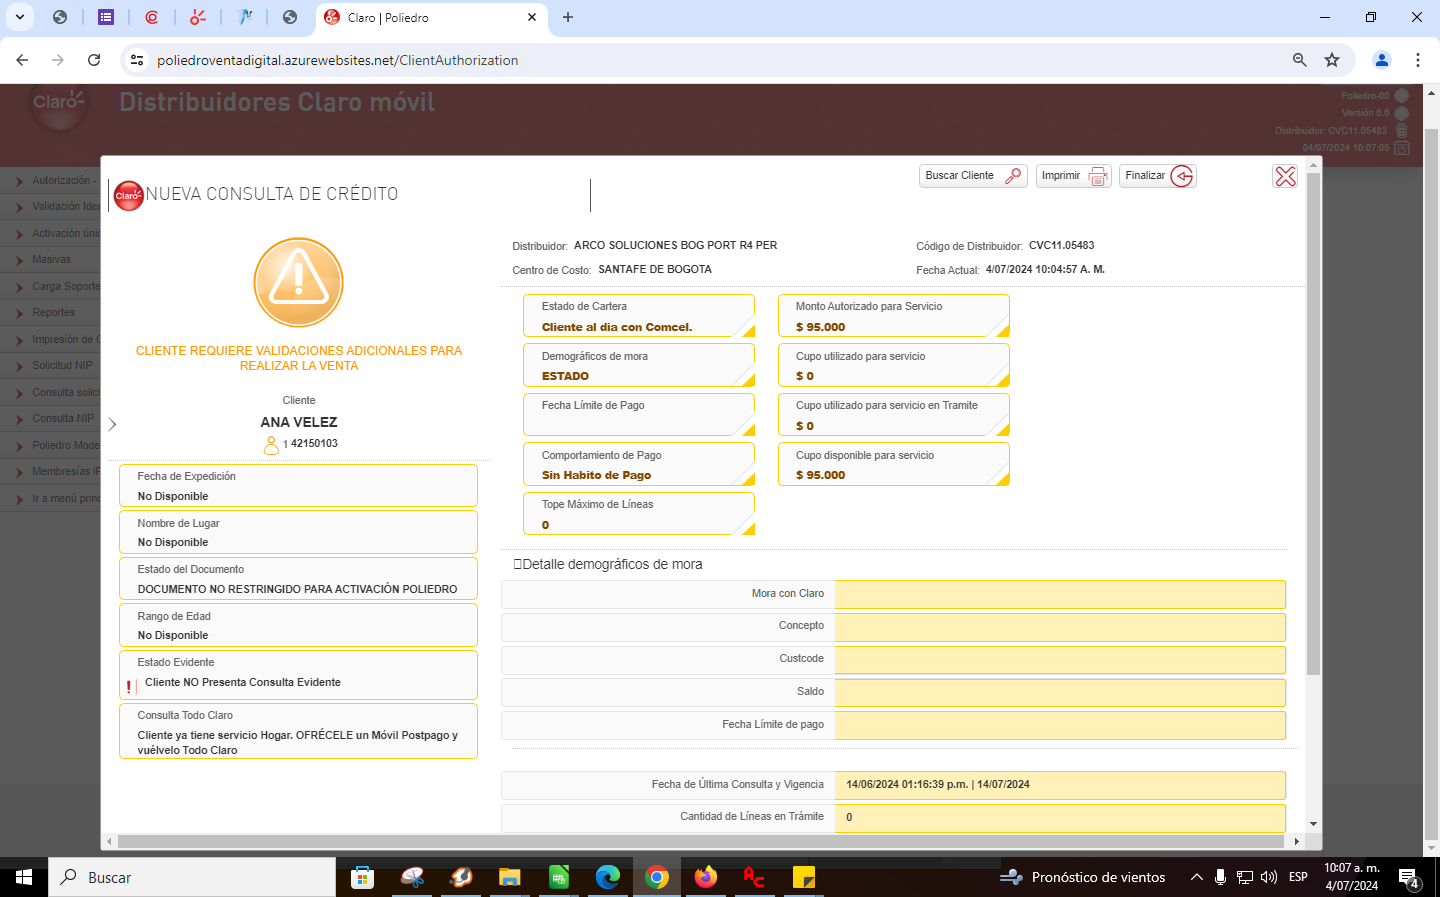 Claro | Poliedro
poliedroventadigital.azurewebsites.net/ClientAuthorization
Claro
Distribuidores Claro móvil
Poliedro-00
Versión 6.6
Distribuidor: CVC11.05483
04/07/2024 10:07:05
Autorización -
Validación Ide
Activación úni
Masivas
Carga Soporte
Reportes
Impresión de
Solicitud NIP
Consulta solic
Consulta NIP
Poliedro Mode
Membresías
Ir a menú prin
Claro
NUEVA CONSULTA DE CRÉDITO
Buscar Cliente
Imprimir
Finalizar
CLIENTE REQUIERE VALIDACIONES ADICIONALES PARA
REALIZAR LA VENTA
Cliente
ANA VELEZ
1 42150103
Fecha de Expedición
No Disponible
Nombre de Lugar
No Disponible
Estado del Documento
DOCUMENTO NO RESTRINGIDO PARA ACTIVACIÓN POLIEDRO
Rango de Edad
No Disponible
Estado Evidente
Cliente NO Presenta Consulta Evidente
Consulta Todo Claro
Cliente ya tiene servicio Hogar. OFRÉCELE un Móvil Postpago y
vuélvelo Todo Claro
Distribuidor: ARCO SOLUCIONES BOG PORT R4 PER
Código de Distribuidor: CVC11.05483
Centro de Costo: SANTAFE DE BOGOTA
Fecha Actual: 4/07/2024 10:04:57 A. M.
Estado de Cartera
Cliente al dia con Comcel.
Demográficos de mora
ESTADO
Fecha Límite de Pago
Comportamiento de Pago
Sin Habito de Pago
Tope Máximo de Líneas
0
Monto Autorizado para Servicio
$ 95.000
Cupo utilizado para servicio
$ 0
Cupo utilizado para servicio en Tramite
$ 0
Cupo disponible para servicio
$ 95.000
Detalle demográficos de mora
Mora con Claro
Concepto
Custcode
Saldo
Fecha Límite de pago
Fecha de Última Consulta y Vigencia
14/06/2024 01:16:39 p.m. | 14/07/2024
Cantidad de Líneas en Trámite
0
Buscar
Pronóstico de vientos
ESP
10:07 a. m.
4/07/2024
4